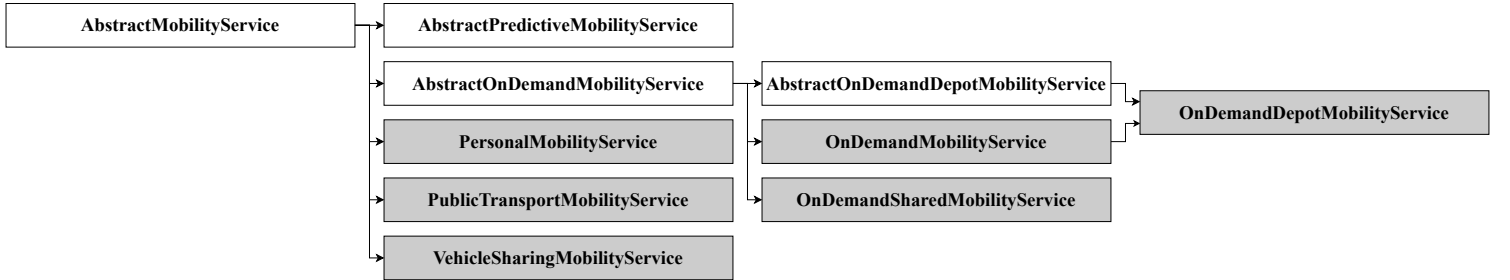 AbstractMobilityService
AbstractPredictiveMobilityService
AbstractOnDemandMobilityService
AbstractOnDemandDepotMobilityService
OnDemandDepotMobilityService
PersonalMobilityService
OnDemandMobilityService
PublicTransportMobilityService
OnDemandSharedMobilityService
VehicleSharingMobilityService